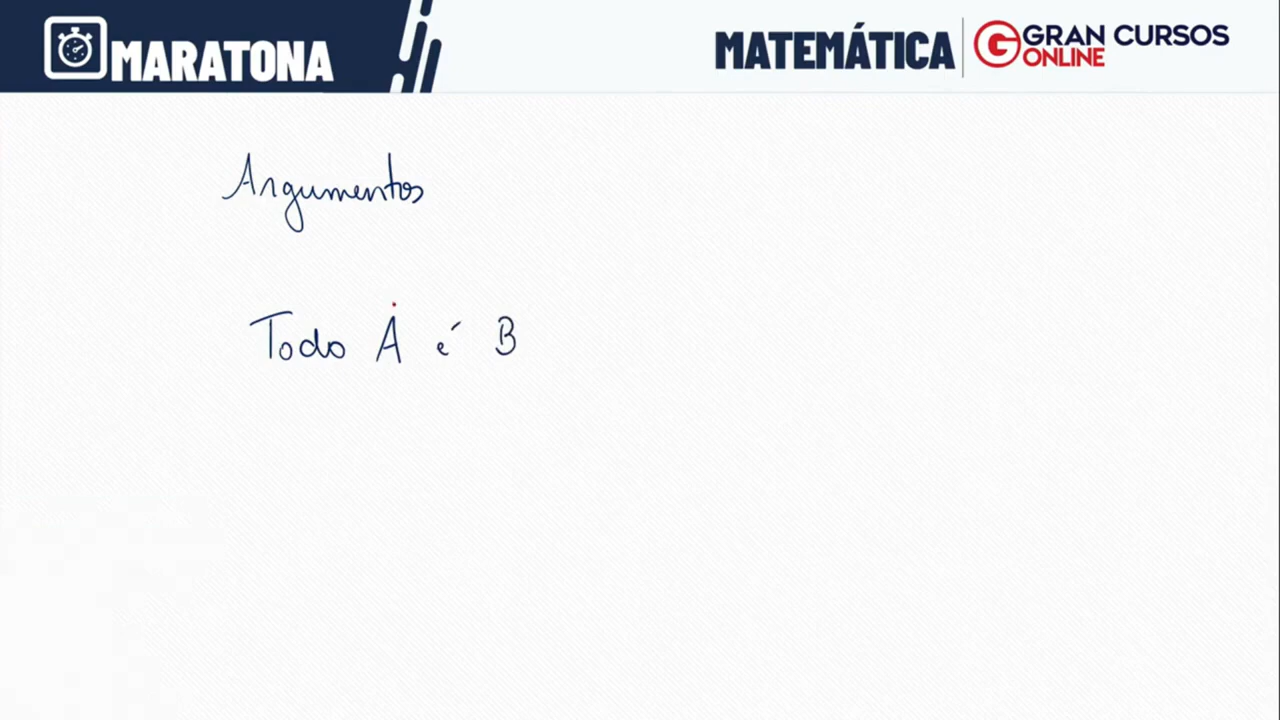 MARATONA
MATEMÁTICA
GRAN CURSOS
ONLINE
Argumentos
Todo A é B